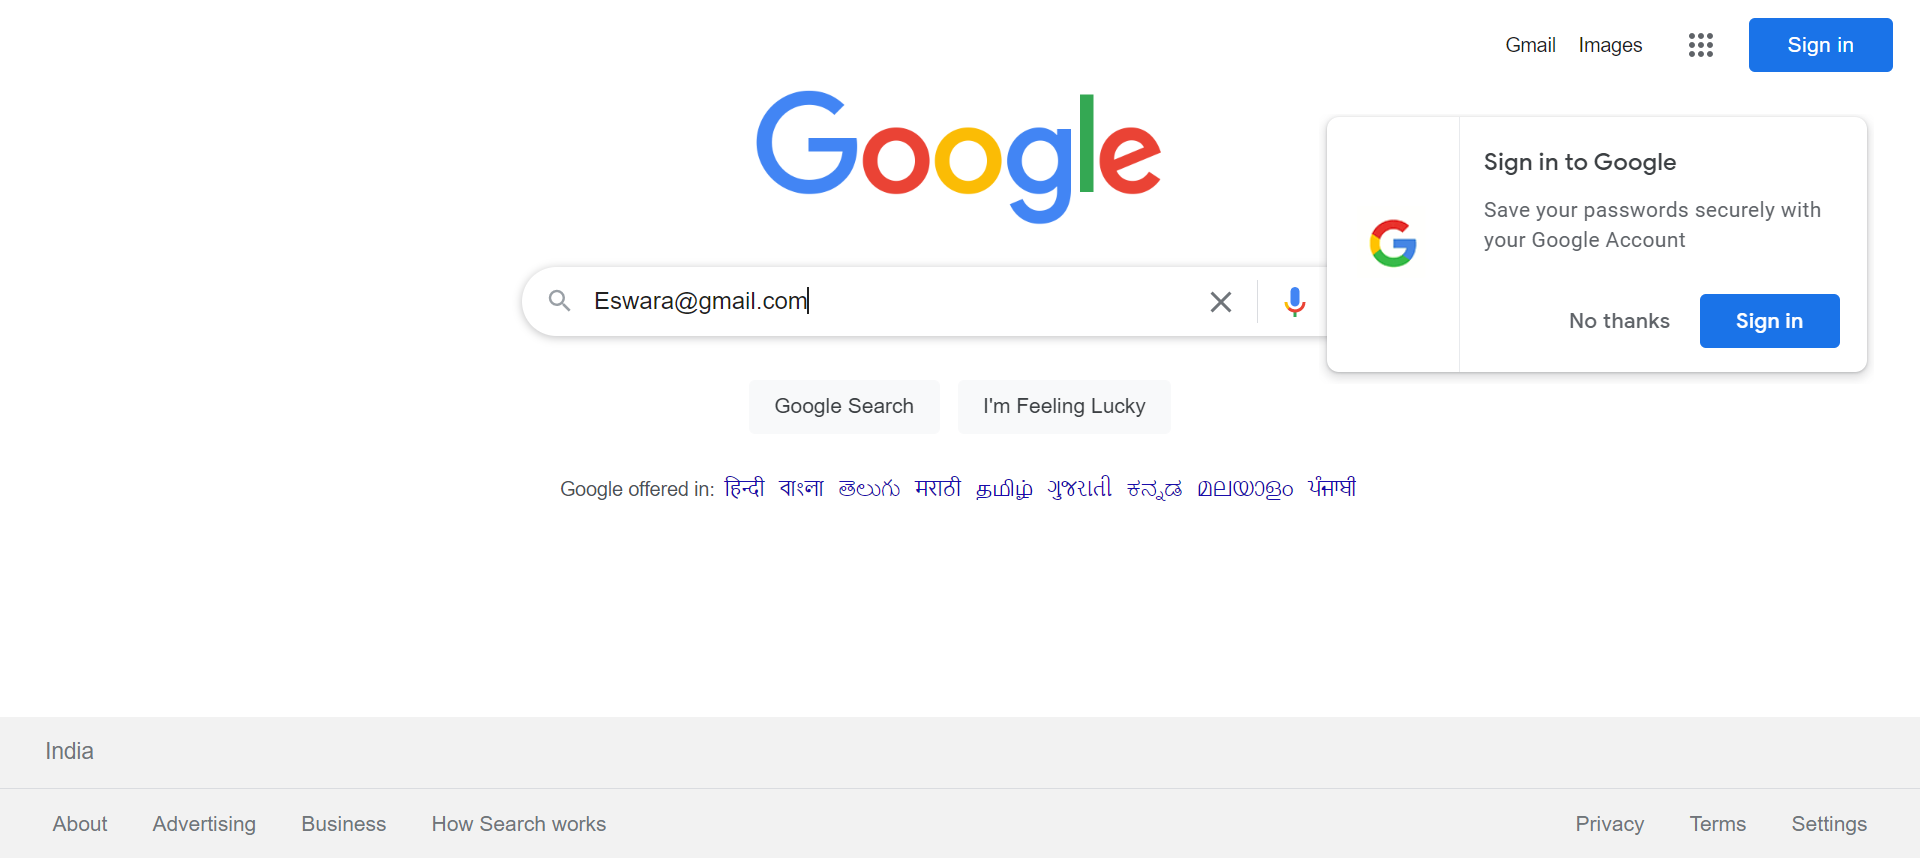 Gmail Images Sign in
Google
Sign in to Google
Save your passwords securely with
your Google Account
No thanks Sign in
Eswara@gmail.com
Google Search I'm Feeling Lucky
Google offered in: हिन्दी বাংলা తెలుగు मराठी தமிழ் ગુજરાતી ಕನ್ನಡ മലയാളം ਪੰਜਾਬੀ
India
About Advertising Business How Search works Privacy Terms Settings